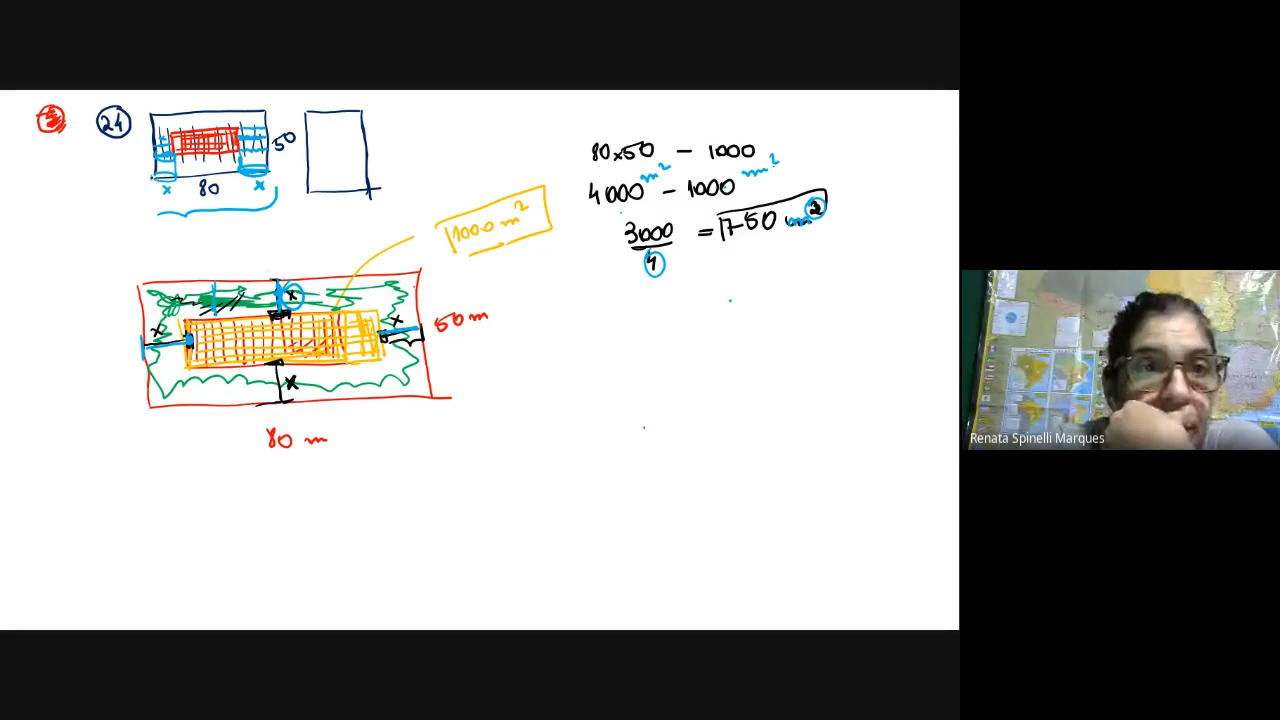 24
50
x 80 x
80x50 - 1000
4000 m² - 1000 m²
3000 = 750 m²
4
1000 m²
x
x
x
50 m
x
80 m
Renata Spinelli Marques